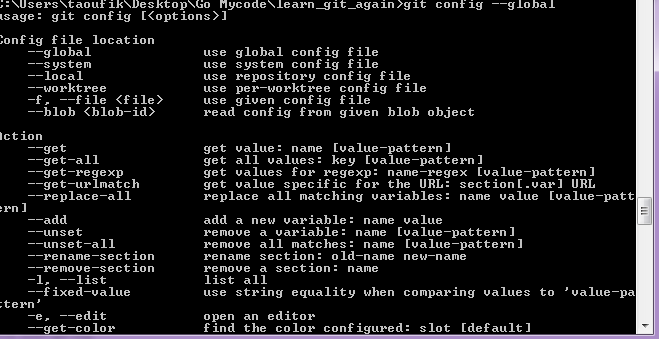 C:\Users\taoufik\Desktop\Go Mycode\learn_git_again>git config --global
usage: git config [<options>]
Config file location
--global use global config file
--system use system config file
--local use repository config file
--worktree use per-worktree config file
-f, --file <file> use given config file
--blob <blob-id> read config from given blob object
Action
--get get value: name [value-pattern]
--get-all get all values: key [value-pattern]
--get-regexp get values for regexp: name-regex [value-pattern]
--get-urlmatch get value specific for the URL: section[.var] URL
--replace-all replace all matching variables: name value [value-patt
ern]
--add add a new variable: name value
--unset remove a variable: name [value-pattern]
--unset-all remove all matches: name [value-pattern]
--rename-section rename section: old-name new-name
--remove-section remove a section: name
-l, --list list all
--fixed-value use string equality when comparing values to 'value-pa
ttern'
-e, --edit open an editor
--get-color find the color configured: slot [default]